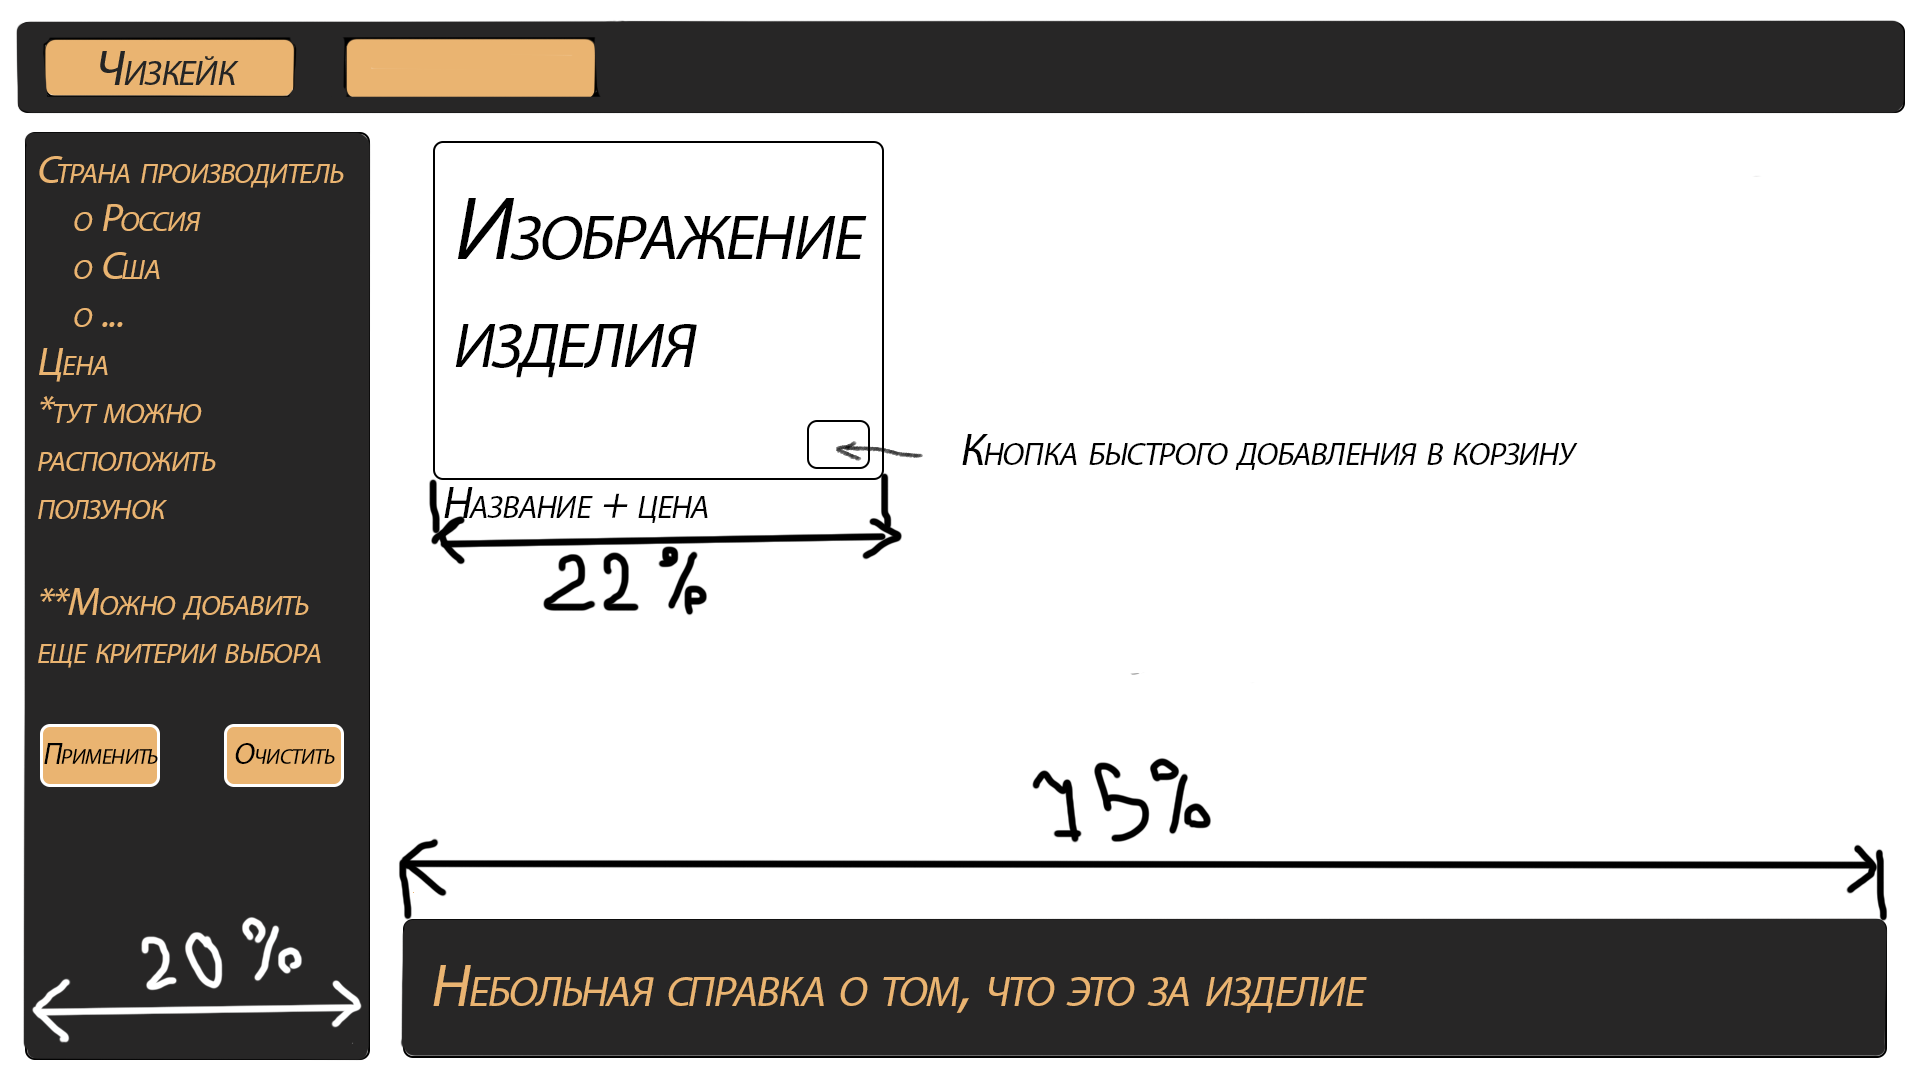 Чизкейк
Страна производитель
о Россия
о Сша
о ...
Цена
*тут можно
расположить
ползунок
**Можно добавить
еще критерии выбора
Применить
Очистить
20%
Изображение
изделия
Кнопка быстрого добавления в корзину
Название + цена
22%
75%
Небольная справка о том, что это за изделие